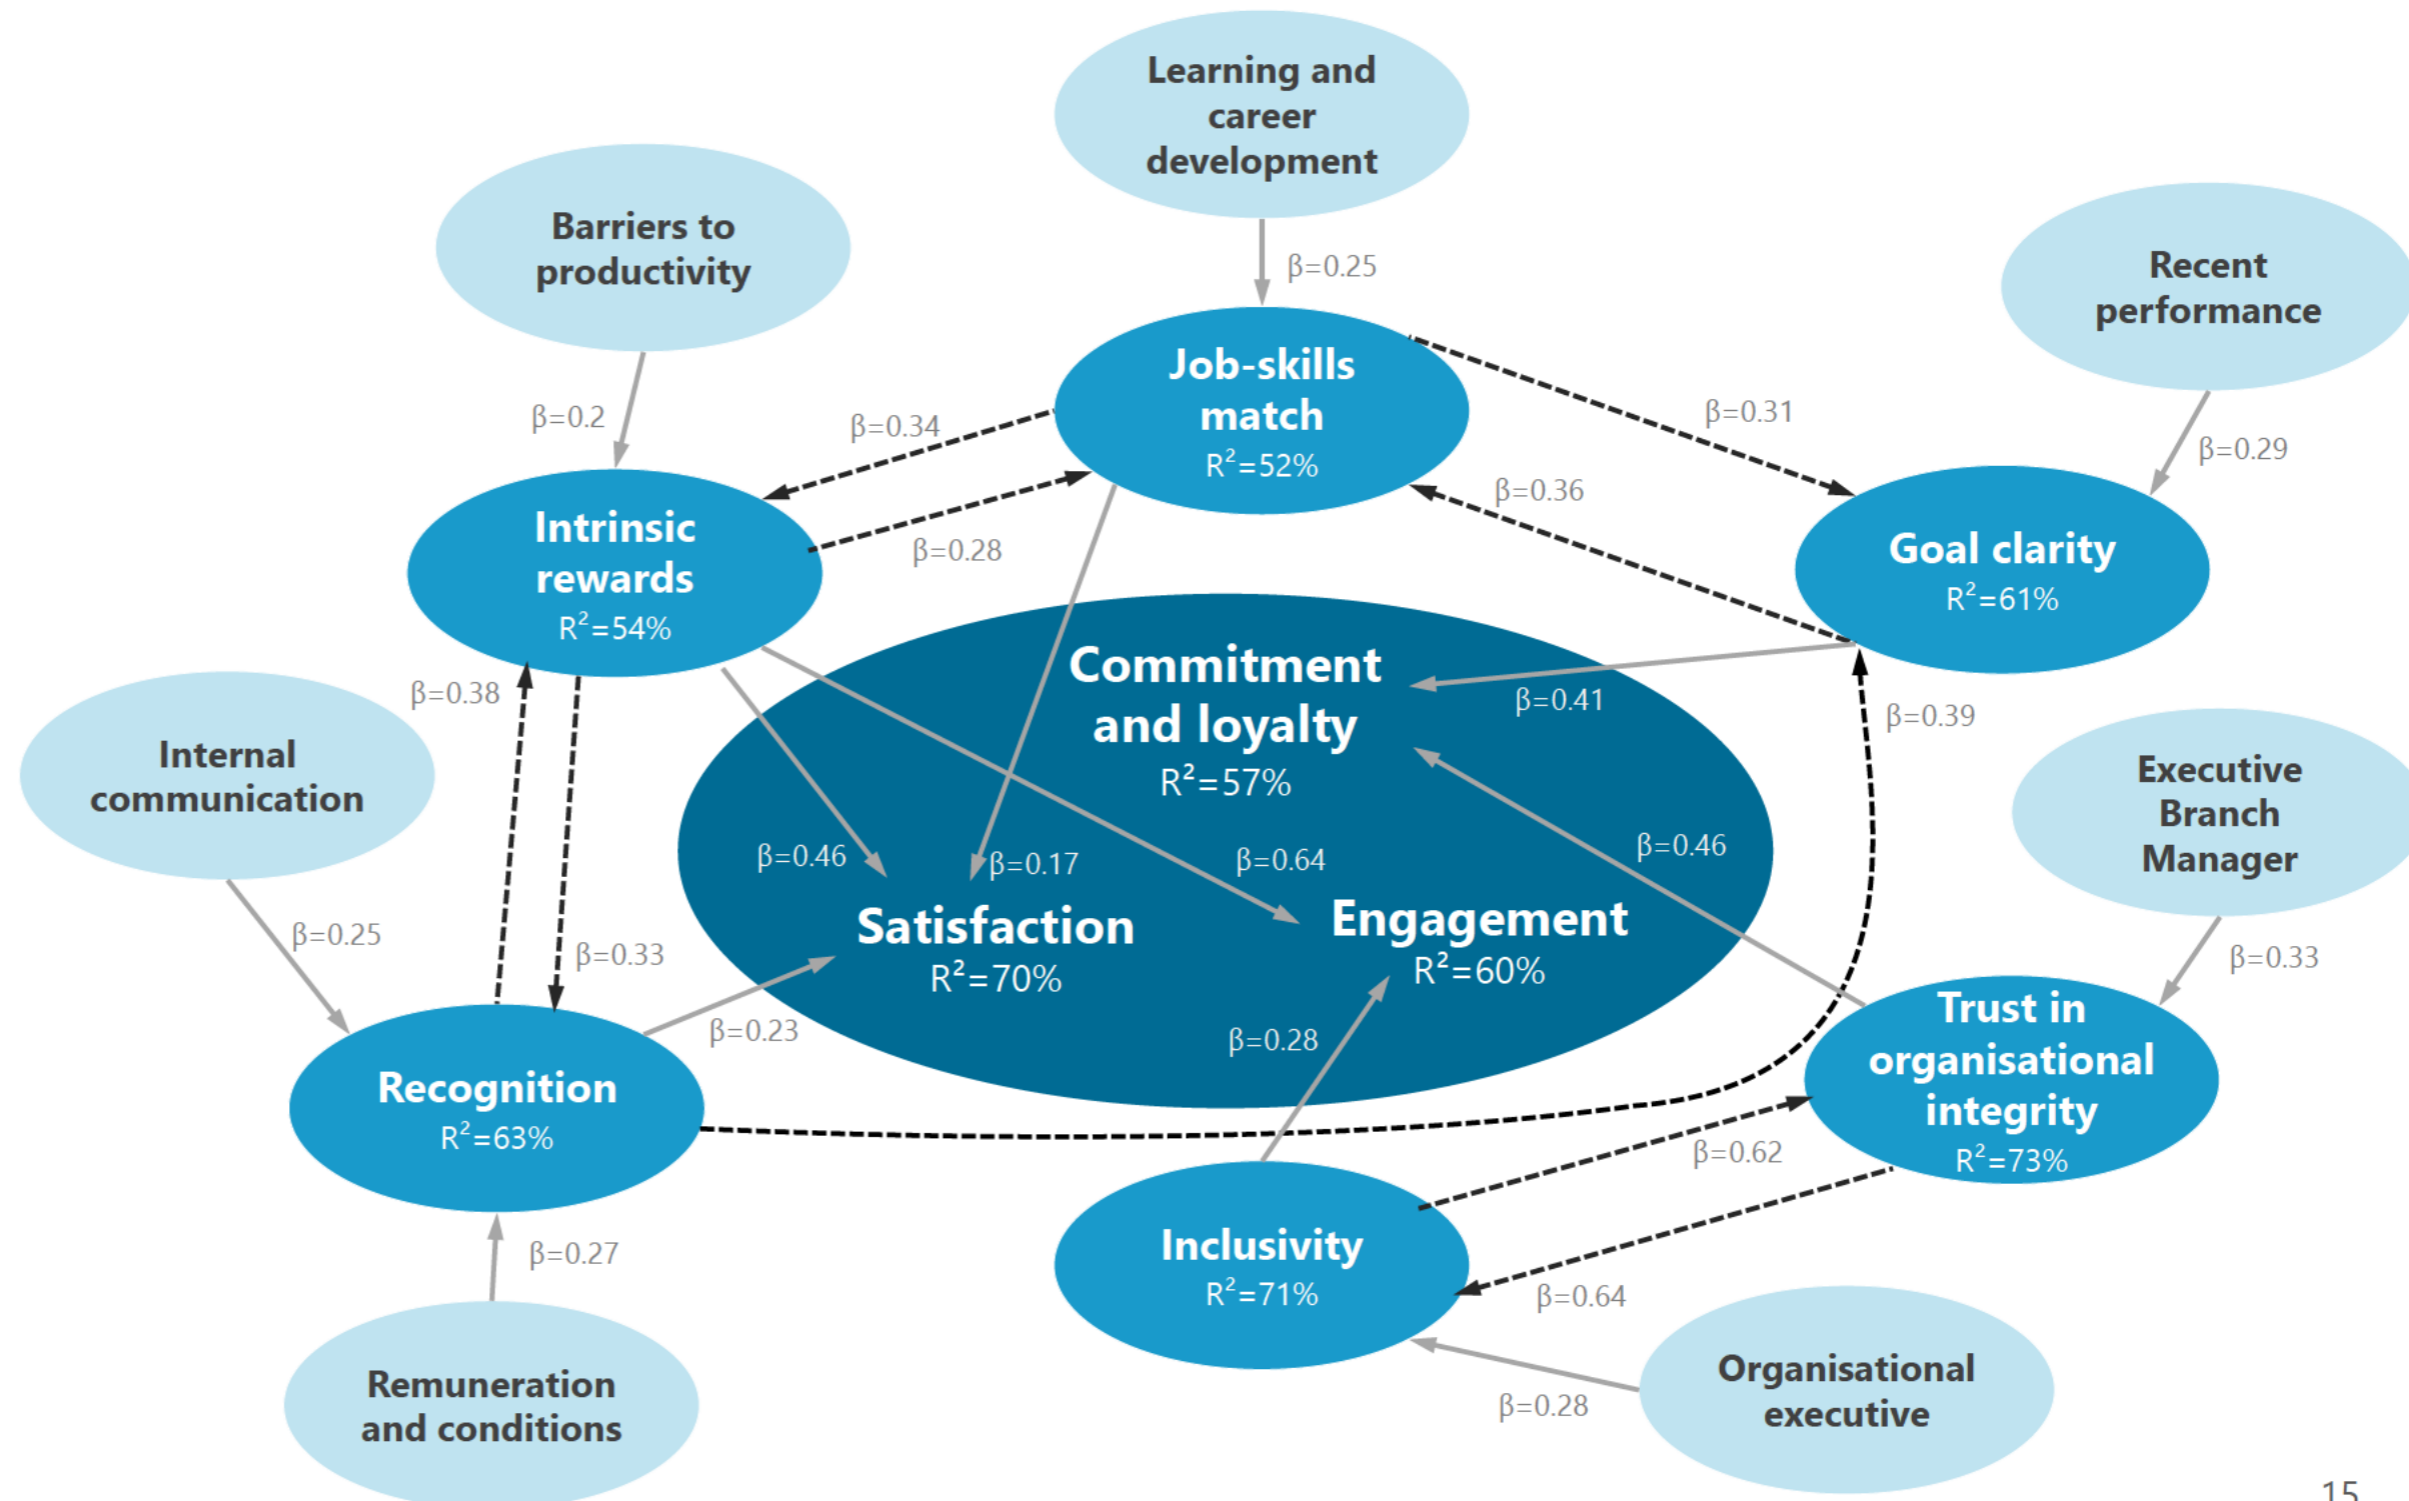 Learning and
career
development
Barriers to
productivity
Recent
performance
β=0.25
Job-skills
match
R²=52%
β=0.2
β=0.34
β=0.31
β=0.29
β=0.36
β=0.28
Intrinsic
rewards
R²=54%
Goal clarity
R²=61%
β=0.38
Commitment
and loyalty
R²=57%
β=0.41
β=0.39
Internal
communication
Executive
Branch
Manager
β=0.46
β=0.17
β=0.64
β=0.46
Satisfaction
R²=70%
Engagement
R²=60%
β=0.25
β=0.33
β=0.33
β=0.23
β=0.28
Trust in
organisational
integrity
R²=73%
Recognition
R²=63%
β=0.62
Inclusivity
R²=71%
β=0.27
β=0.64
Remuneration
and conditions
Organisational
executive
β=0.28
15